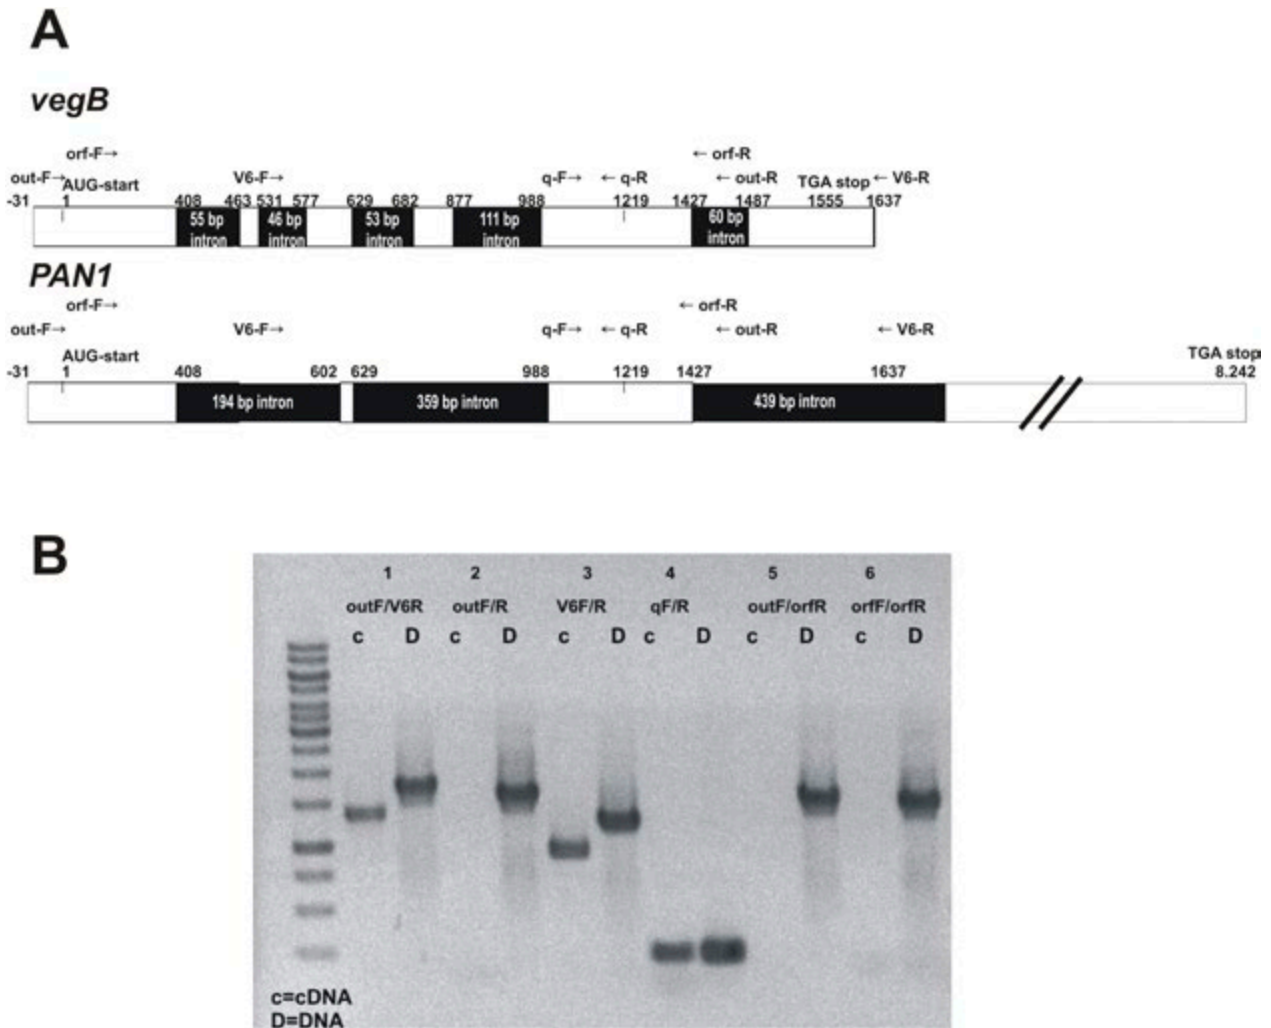 A
vegB
orf-F→ ← orf-R
out-F→ AUG-start V6-F→ q-F→ ← q-R ← out-R TGA stop ← V6-R
-31 1 408 463 531 577 629 682 877 988 1219 1427 1487 1555 1637
55 bp 46 bp 53 bp 111 bp 60 bp
intron intron intron intron intron
PAN1
orf-F→ ← orf-R
out-F→ V6-F→ q-F→ ← q-R ← out-R ← V6-R
AUG-start TGA stop
-31 1 408 602 629 988 1219 1427 1637 8.242
194 bp intron 359 bp intron 439 bp intron
B
1 2 3 4 5 6
outF/V6R outF/R V6F/R qF/R outF/orfR orfF/orfR
c D c D c D c D c D c D
c=cDNA
D=DNA